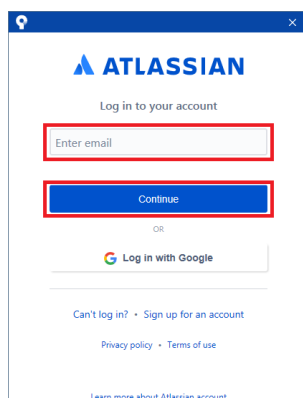 ATLASSIAN
Log in to your account
Enter email
Continue
OR
Log in with Google
Can't log in? • Sign up for an account
Privacy policy • Terms of use
Learn more about Atlassian account